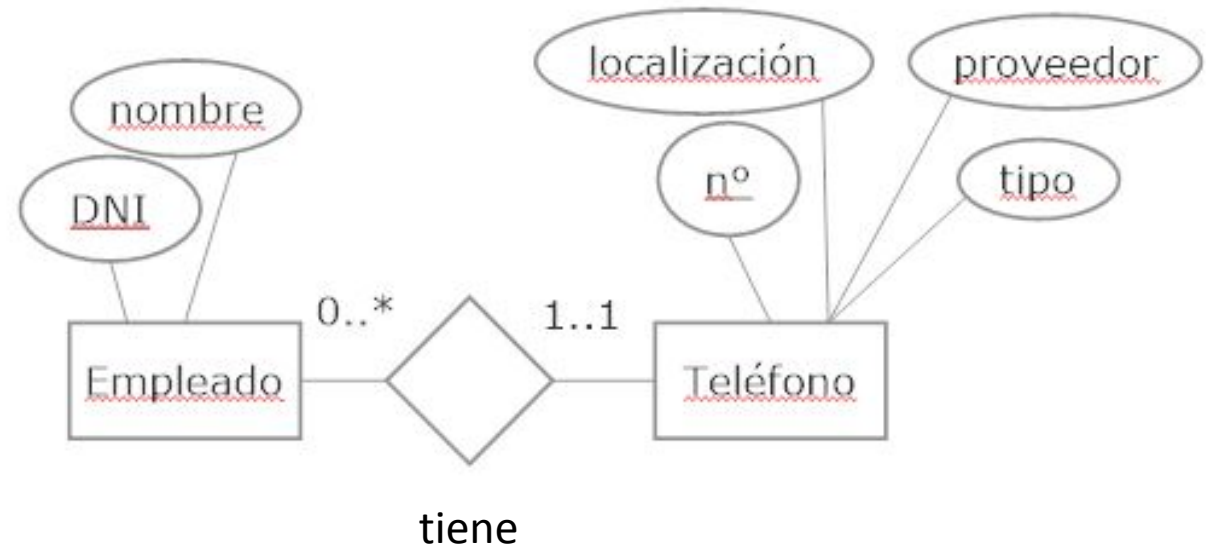 localización
proveedor
nombre
nº
tipo
DNI
0..*
1..1
Empleado
Teléfono
tiene